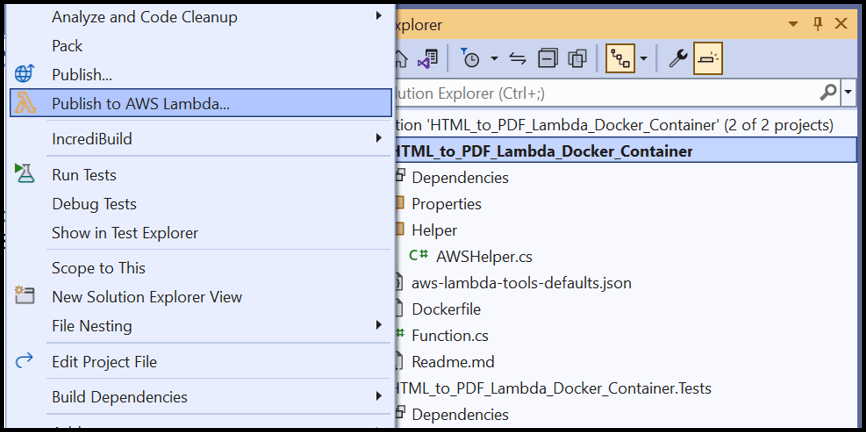 Analyze and Code Cleanup
Pack
Publish...
Publish to AWS Lambda...
IncrediBuild
Run Tests
Debug Tests
Show in Test Explorer
Scope to This
New Solution Explorer View
File Nesting
Edit Project File
Build Dependencies
xplorer
ution Explorer (Ctrl+;)
tion 'HTML_to_PDF_Lambda_Docker_Container' (2 of 2 projects)
HTML_to_PDF_Lambda_Docker_Container
Dependencies
Properties
Helper
C# AWSHelper.cs
aws-lambda-tools-defaults.json
Dockerfile
Function.cs
Readme.md
HTML_to_PDF_Lambda_Docker_Container.Tests
Dependencies